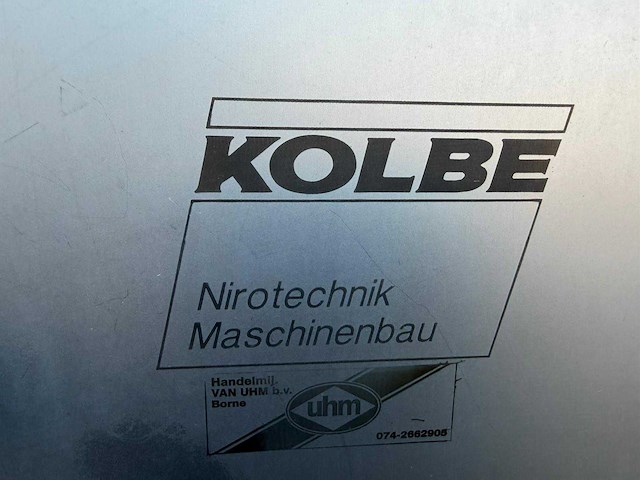 KOLBE
Nirotechnik
Maschinenbau
Handelmij.
VAN UHM b.v.
Borne
uhm
074-2662905